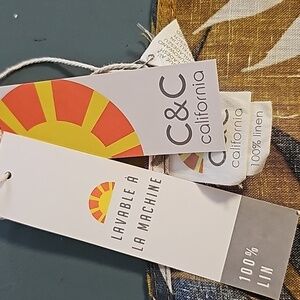 C&C
california
C&C
california
100% linen
LAVABLE À
LA MACHINE
100%
LIN